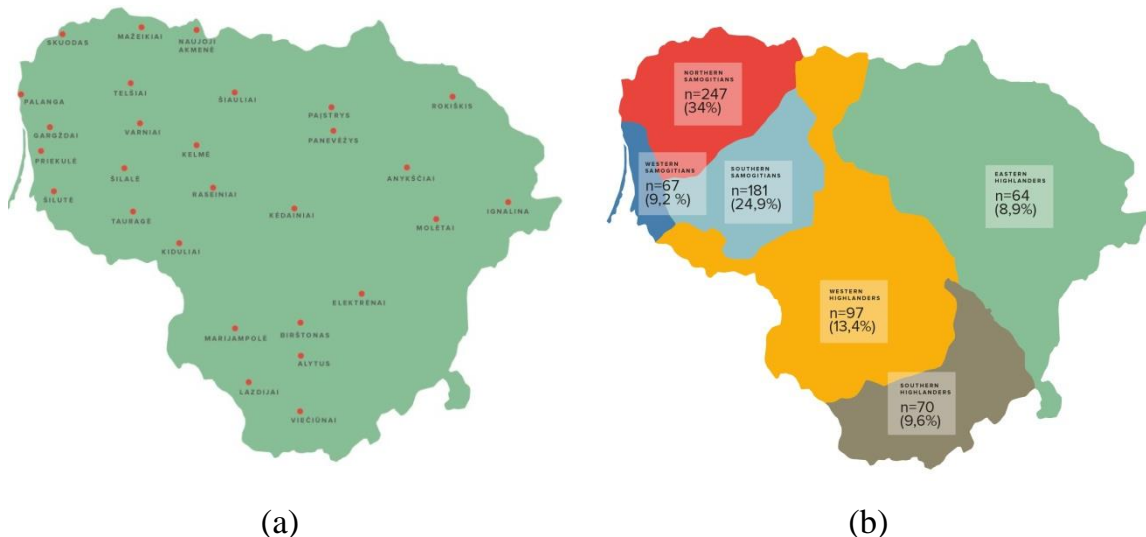 SKUODAS
MAŽEIKIAI
NAUJOJI
AKMENĖ
PALANGA
TELŠIAI
ŠIAULIAI
PAĮSTRYS
ROKIŠKIS
GARGŽDAI
VARNIAI
PANEVĖŽYS
PRIEKULĖ
KELMĖ
ŠILALĖ
ANYKŠČIAI
ŠILUTĖ
RASEINIAI
TAURAGĖ
KĖDAINIAI
IGNALINA
MOLĖTAI
KIDULIAI
ELEKTRĖNAI
MARIJAMPOLĖ
BIRŠTONAS
ALYTUS
LAZDIJAI
VIEČIŪNAI
(a)
NORTHERN
SAMOGITIANS
n=247
(34%)
WESTERN
SAMOGITIANS
n=67
(9,2 %)
SOUTHERN
SAMOGITIANS
n=181
(24,9%)
EASTERN
HIGHLANDERS
n=64
(8,9%)
WESTERN
HIGHLANDERS
n=97
(13,4%)
SOUTHERN
HIGHLANDERS
n=70
(9,6%)
(b)